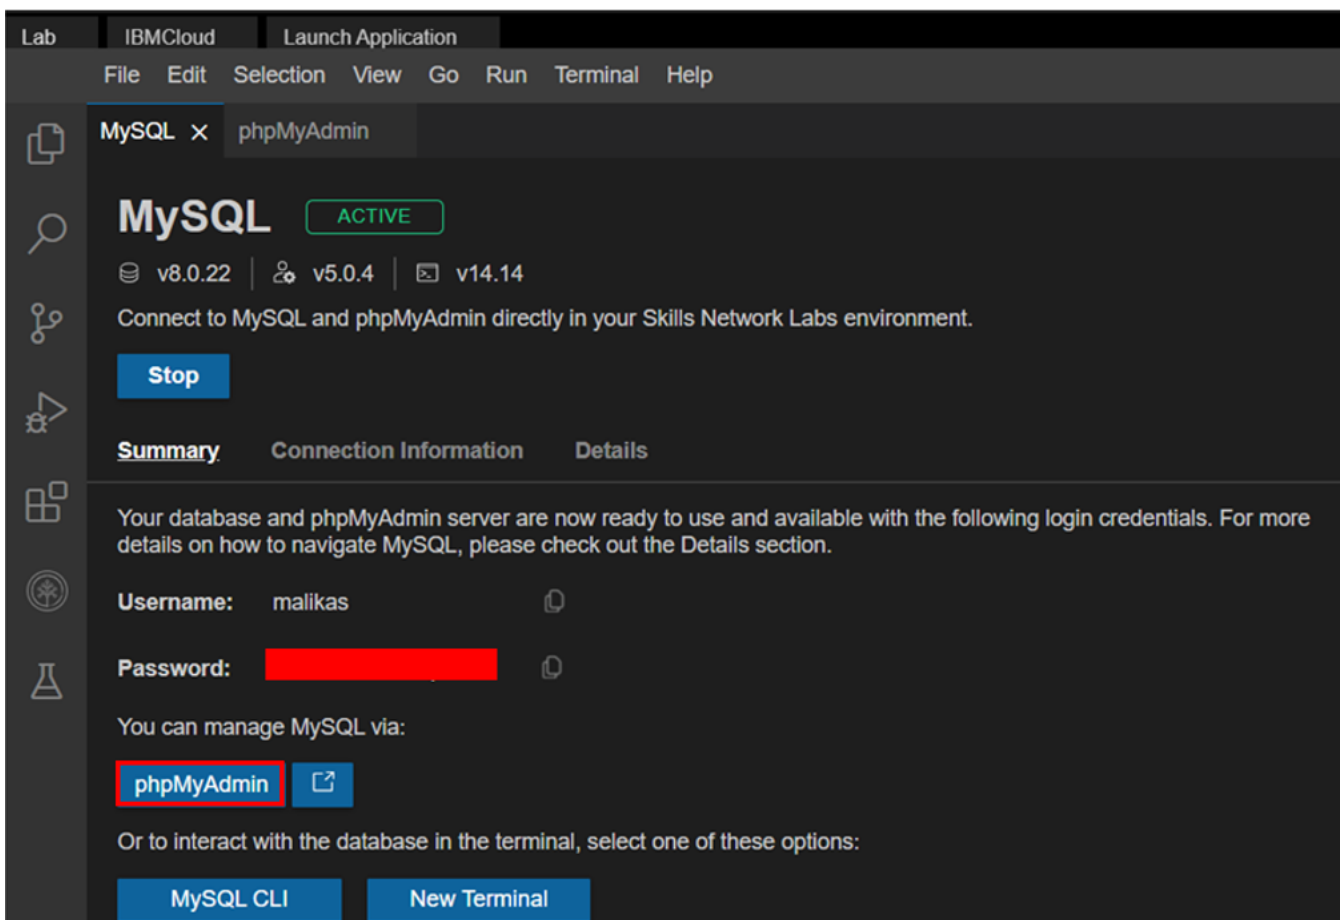 Lab IBMCloud Launch Application
File Edit Selection View Go Run Terminal Help
MySQL phpMyAdmin
MySQL ACTIVE
v8.0.22 v5.0.4 v14.14
Connect to MySQL and phpMyAdmin directly in your Skills Network Labs environment.
Stop
Summary Connection Information Details
Your database and phpMyAdmin server are now ready to use and available with the following login credentials. For more
details on how to navigate MySQL, please check out the Details section.
Username: malikas
Password:
You can manage MySQL via:
phpMyAdmin
Or to interact with the database in the terminal, select one of these options:
MySQL CLI New Terminal